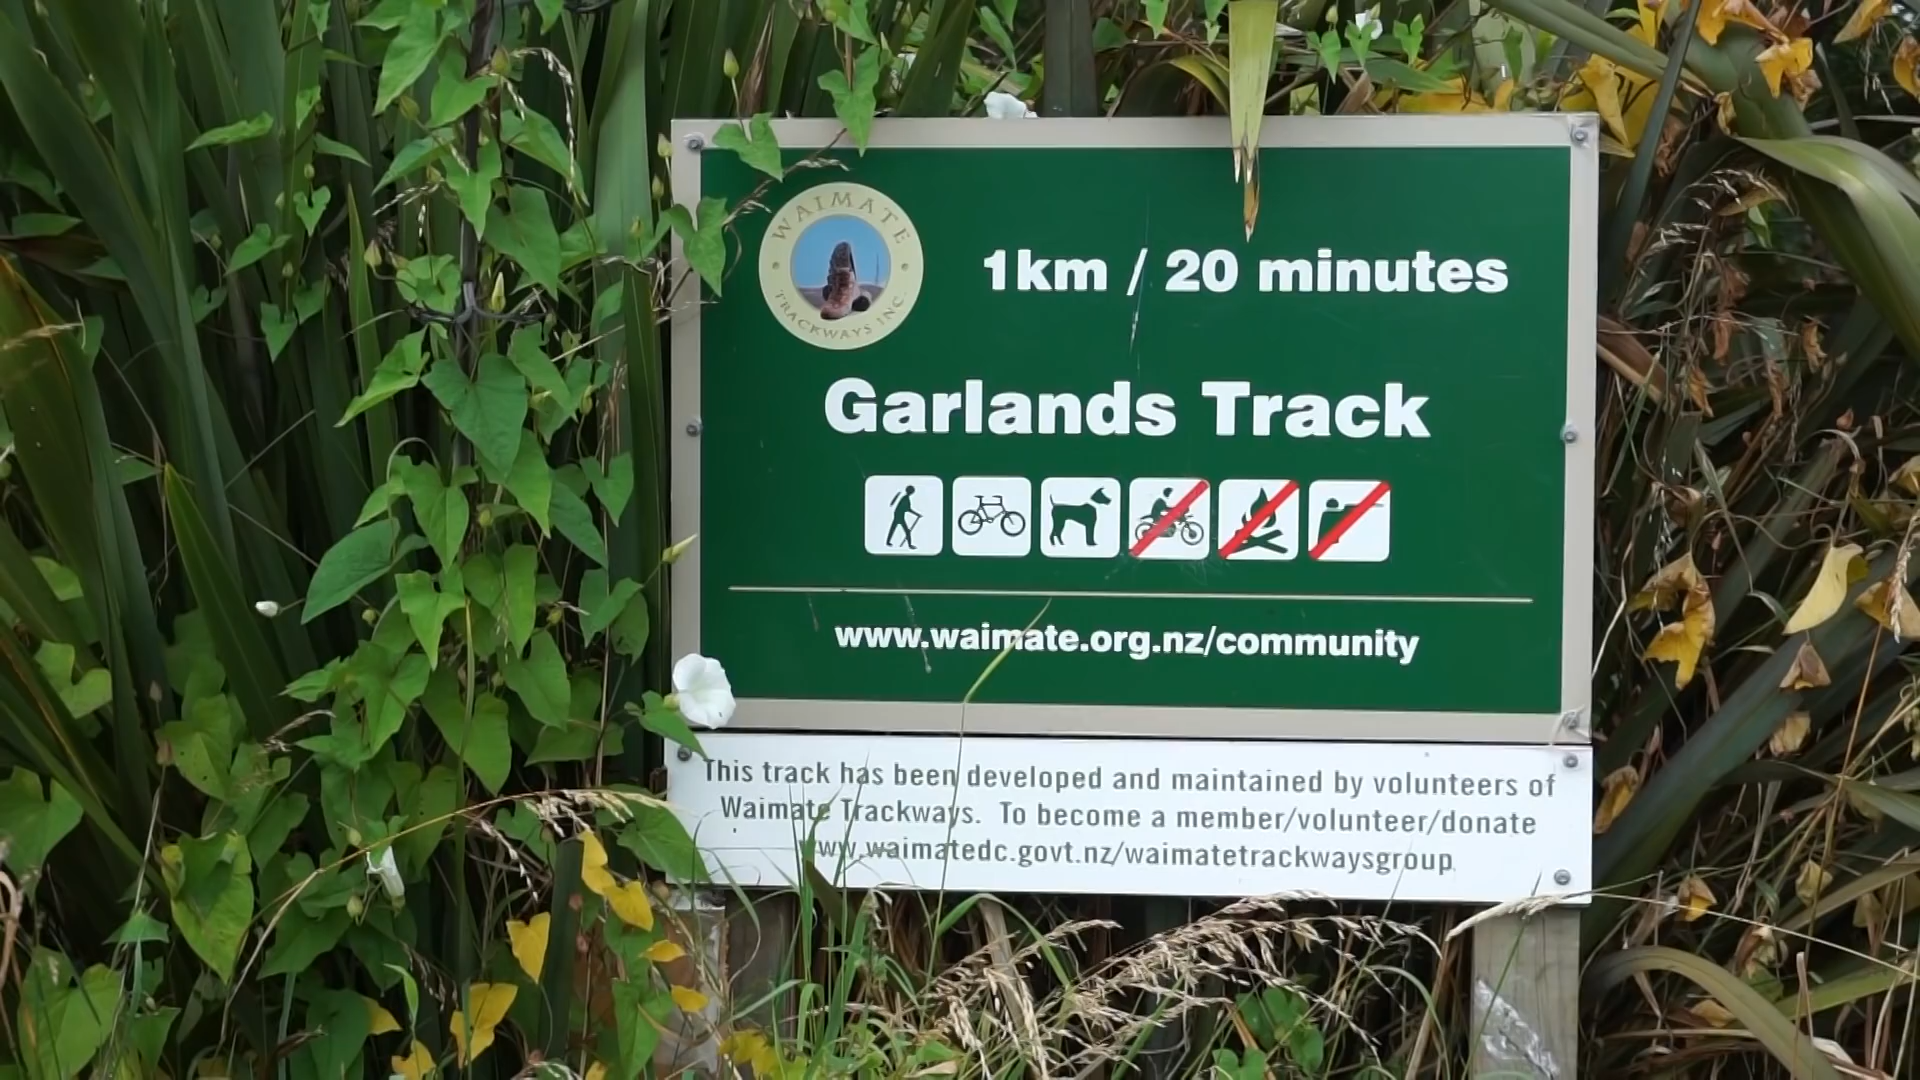 WAIMATE
TRACKWAYS INC.
1km / 20 minutes
Garlands Track
www.waimate.org.nz/community
This track has been developed and maintained by volunteers of
Waimate Trackways. To become a member/volunteer/donate
www.waimatedc.govt.nz/waimatetrackwaysgroup